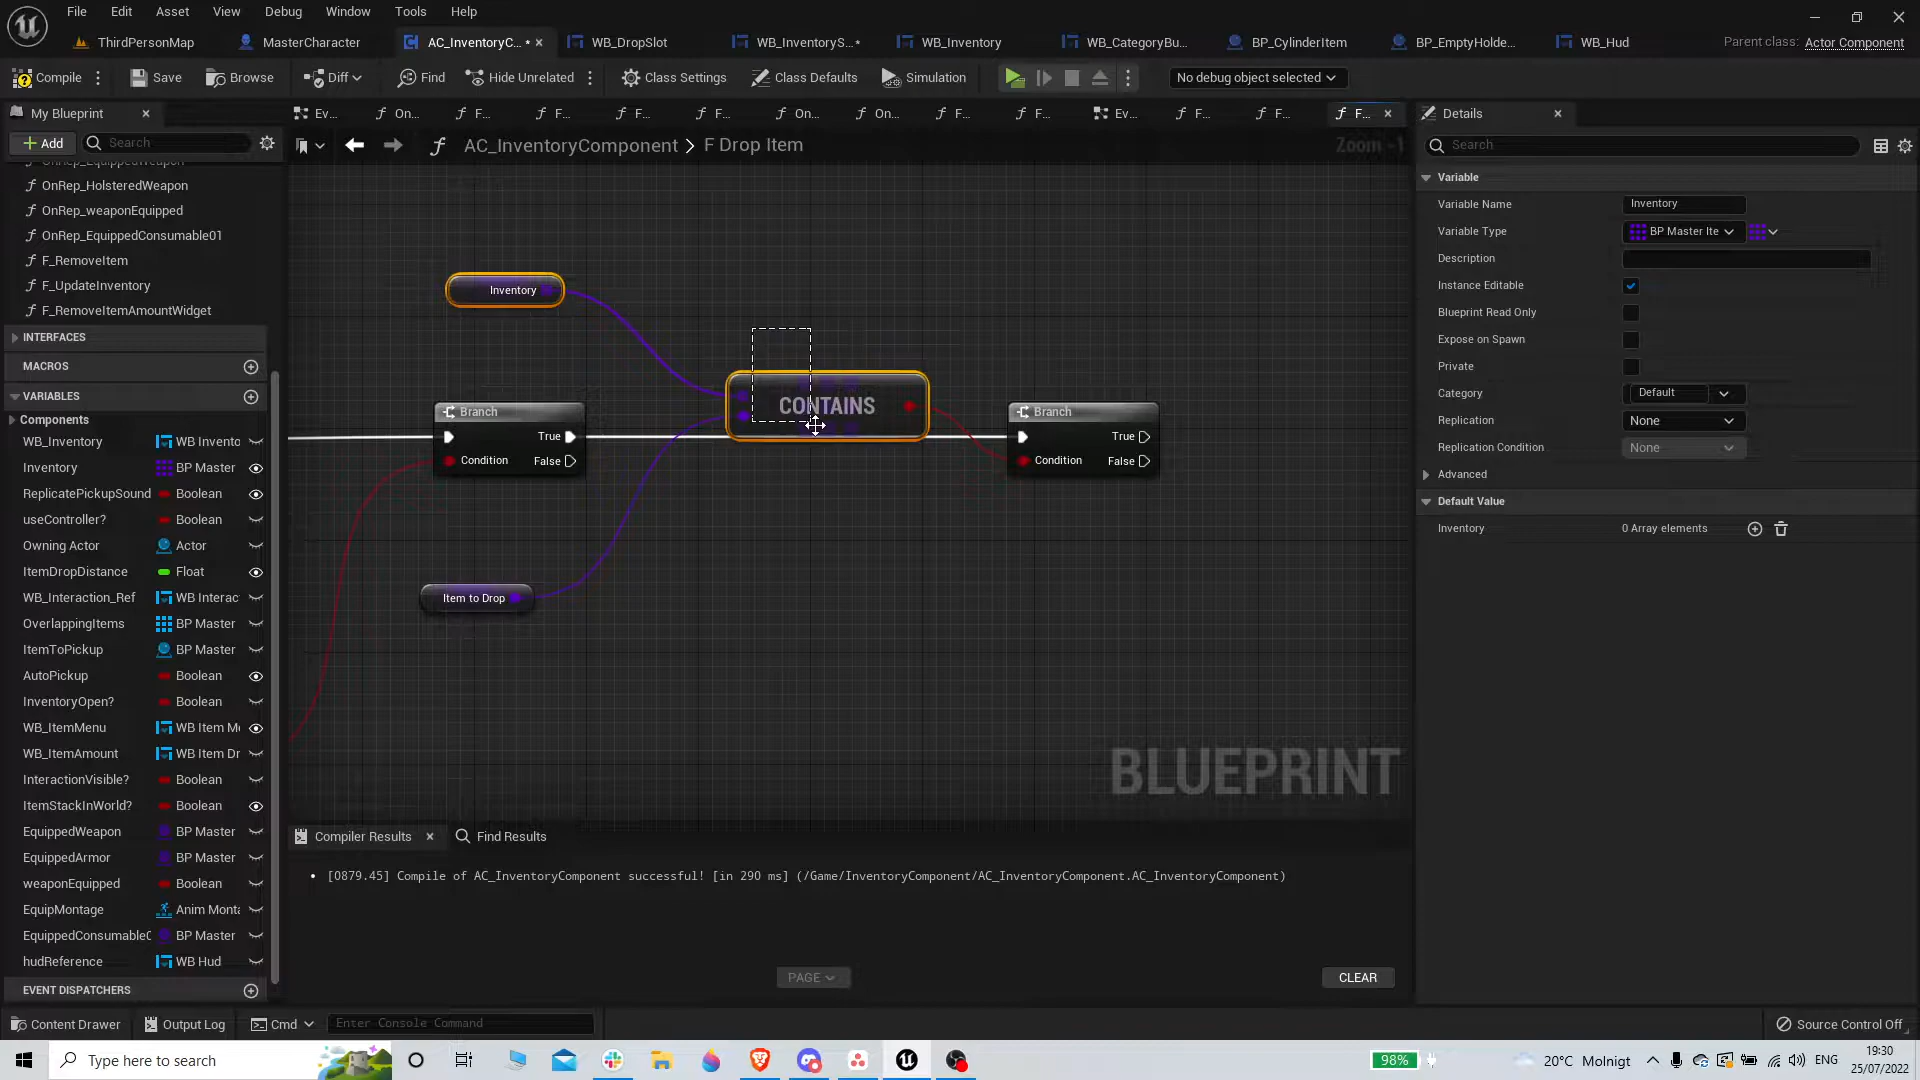 File Edit Asset View Debug Window Tools Help
ThirdPersonMap MasterCharacter AC_InventoryC... * WB_DropSlot WB_InventoryS...* WB_Inventory WB_CategoryBu... BP_CylinderItem BP_EmptyHolde... WB_Hud Parent class: Actor Component
Compile Save Browse Diff Find Hide Unrelated Class Settings Class Defaults Simulation No debug object selected
My Blueprint Ev... On... F... F... F... F... On... On... F... F... Ev... F... F... F... Details
Add Search AC_InventoryComponent > F Drop Item Zoom -1 Search
OnRep_EquippedWeapon
OnRep_HolsteredWeapon
OnRep_weaponEquipped
OnRep_EquippedConsumable01
F_RemoveItem
F_UpdateInventory
F_RemoveItemAmountWidget
INTERFACES
MACROS
VARIABLES
Components
WB_Inventory WB Invento
Inventory BP Master
ReplicatePickupSound Boolean
useController? Boolean
Owning Actor Actor
ItemDropDistance Float
WB_Interaction_Ref WB Interac
OverlappingItems BP Master
ItemToPickup BP Master
AutoPickup Boolean
InventoryOpen? Boolean
WB_ItemMenu WB Item M
WB_ItemAmount WB Item Dr
InteractionVisible? Boolean
ItemStackInWorld? Boolean
EquippedWeapon BP Master
EquippedArmor BP Master
weaponEquipped Boolean
EquipMontage Anim Monta
EquippedConsumable BP Master
hudReference WB Hud
EVENT DISPATCHERS
Inventory
CONTAINS
Branch
True
Condition False
Branch
True
Condition False
Item to Drop
BLUEPRINT
Compiler Results Find Results
• [0879.45] Compile of AC_InventoryComponent successful! [in 290 ms] (/Game/InventoryComponent/AC_InventoryComponent.AC_InventoryComponent)
PAGE CLEAR
Variable
Variable Name Inventory
Variable Type BP Master Ite
Description
Instance Editable
Blueprint Read Only
Expose on Spawn
Private
Category Default
Replication None
Replication Condition None
Advanced
Default Value
Inventory 0 Array elements
Content Drawer Output Log Cmd Enter Console Command Source Control Off
Type here to search 98% 20°C Molnigt ENG 19:30
25/07/2022